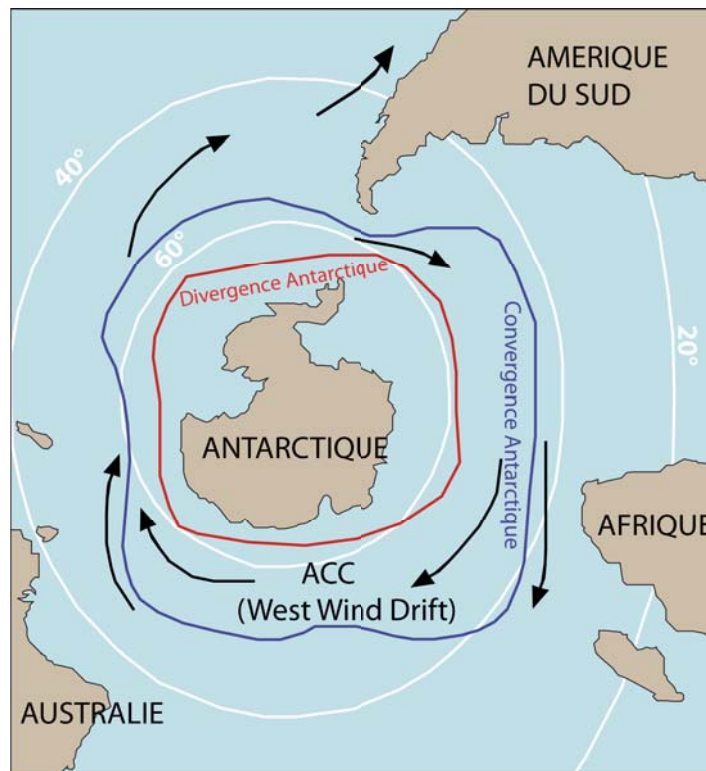 AMERIQUE
DU SUD
40°
60°
Divergence Antarctique
Convergence Antarctique
20°
ANTARCTIQUE
AFRIQUE
ACC
(West Wind Drift)
AUSTRALIE